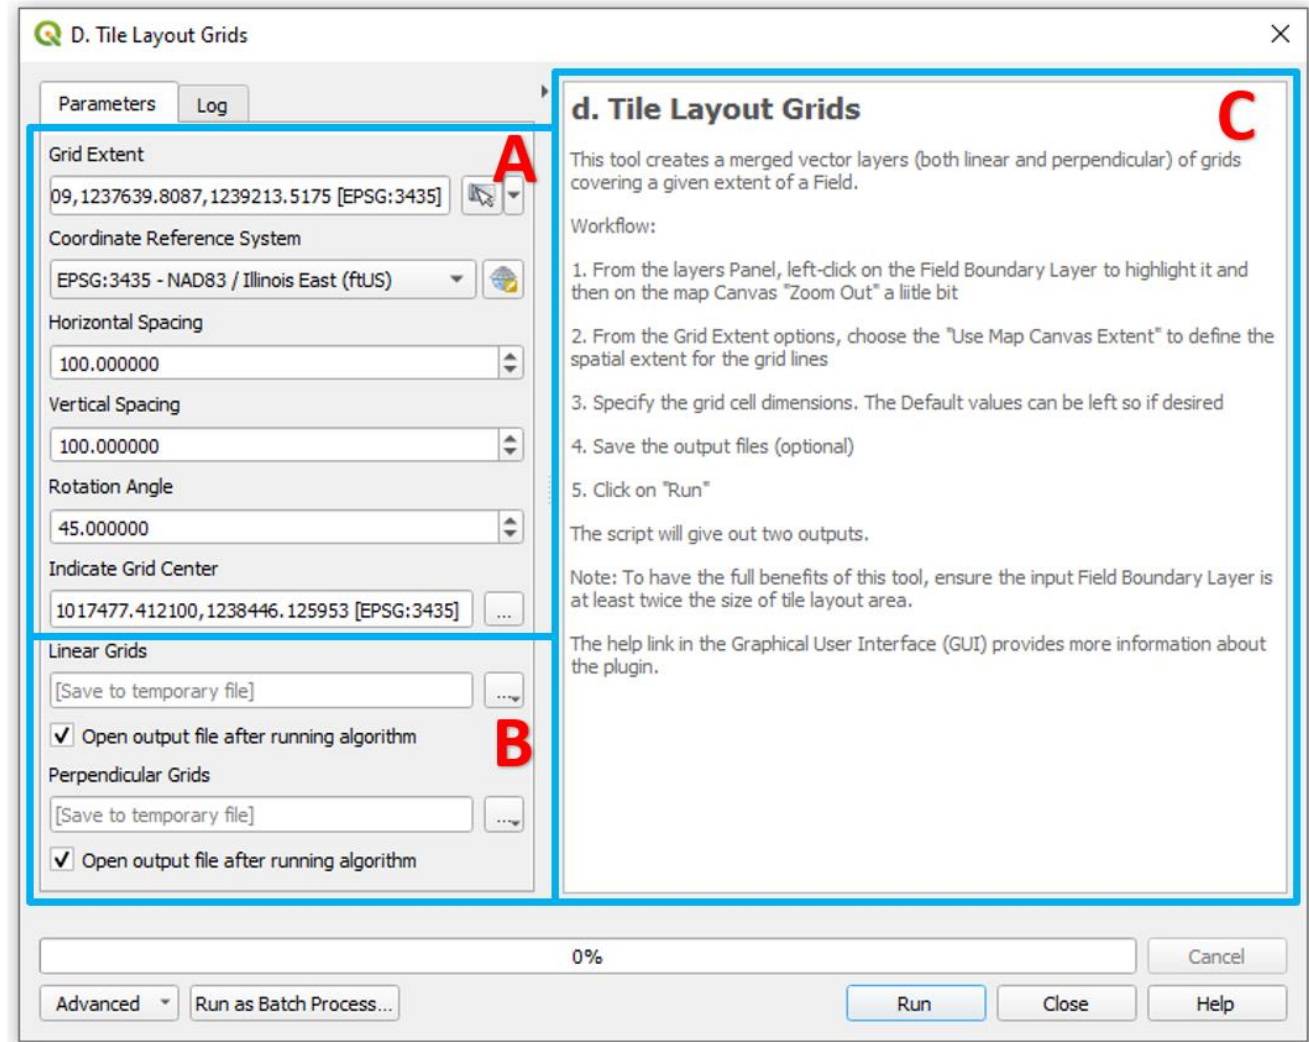 D. Tile Layout Grids
Parameters
Log
A
Grid Extent
09,1237639.8087,1239213.5175 [EPSG:3435]
Coordinate Reference System
EPSG:3435 - NAD83 / Illinois East (ftUS)
Horizontal Spacing
100.000000
Vertical Spacing
100.000000
Rotation Angle
45.000000
Indicate Grid Center
1017477.412100,1238446.125953 [EPSG:3435]
...
B
Linear Grids
[Save to temporary file]
...
Open output file after running algorithm
Perpendicular Grids
[Save to temporary file]
...
Open output file after running algorithm
C
d. Tile Layout Grids
This tool creates a merged vector layers (both linear and perpendicular) of grids
covering a given extent of a Field.
Workflow:
1. From the layers Panel, left-click on the Field Boundary Layer to highlight it and
then on the map Canvas "Zoom Out" a liitle bit
2. From the Grid Extent options, choose the "Use Map Canvas Extent" to define the
spatial extent for the grid lines
3. Specify the grid cell dimensions. The Default values can be left so if desired
4. Save the output files (optional)
5. Click on "Run"
The script will give out two outputs.
Note: To have the full benefits of this tool, ensure the input Field Boundary Layer is
at least twice the size of tile layout area.
The help link in the Graphical User Interface (GUI) provides more information about
the plugin.
0%
Cancel
Advanced
Run as Batch Process...
Run
Close
Help